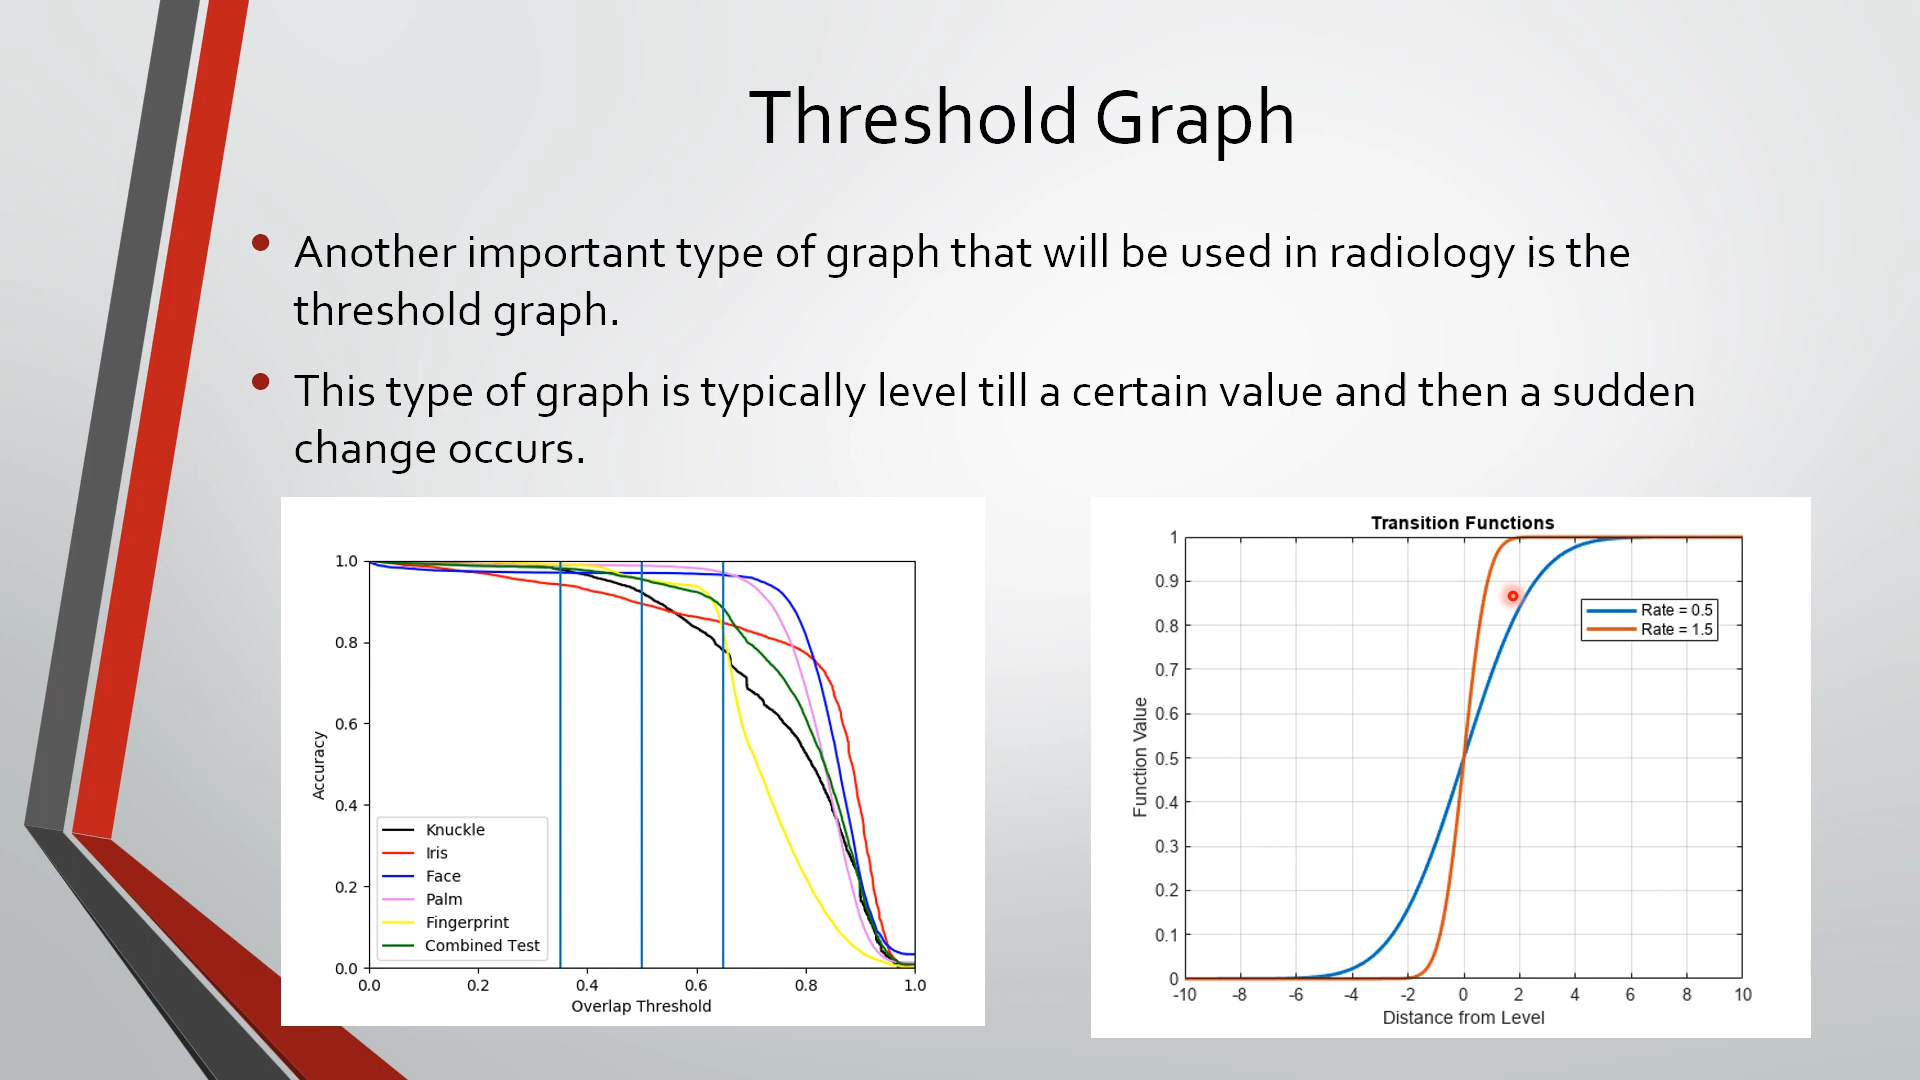 Threshold Graph
Another important type of graph that will be used in radiology is the
threshold graph.
This type of graph is typically level till a certain value and then a sudden
change occurs.
1.0
0.8
0.6
0.4
0.2
0.0
Accuracy
Knuckle
Iris
Face
Palm
Fingerprint
Combined Test
0.0 0.2 0.4 0.6 0.8 1.0
Overlap Threshold
Transition Functions
1
0.9
0.8
0.7
0.6
0.5
0.4
0.3
0.2
0.1
0
Function Value
Rate = 0.5
Rate = 1.5
-10 -8 -6 -4 -2 0 2 4 6 8 10
Distance from Level